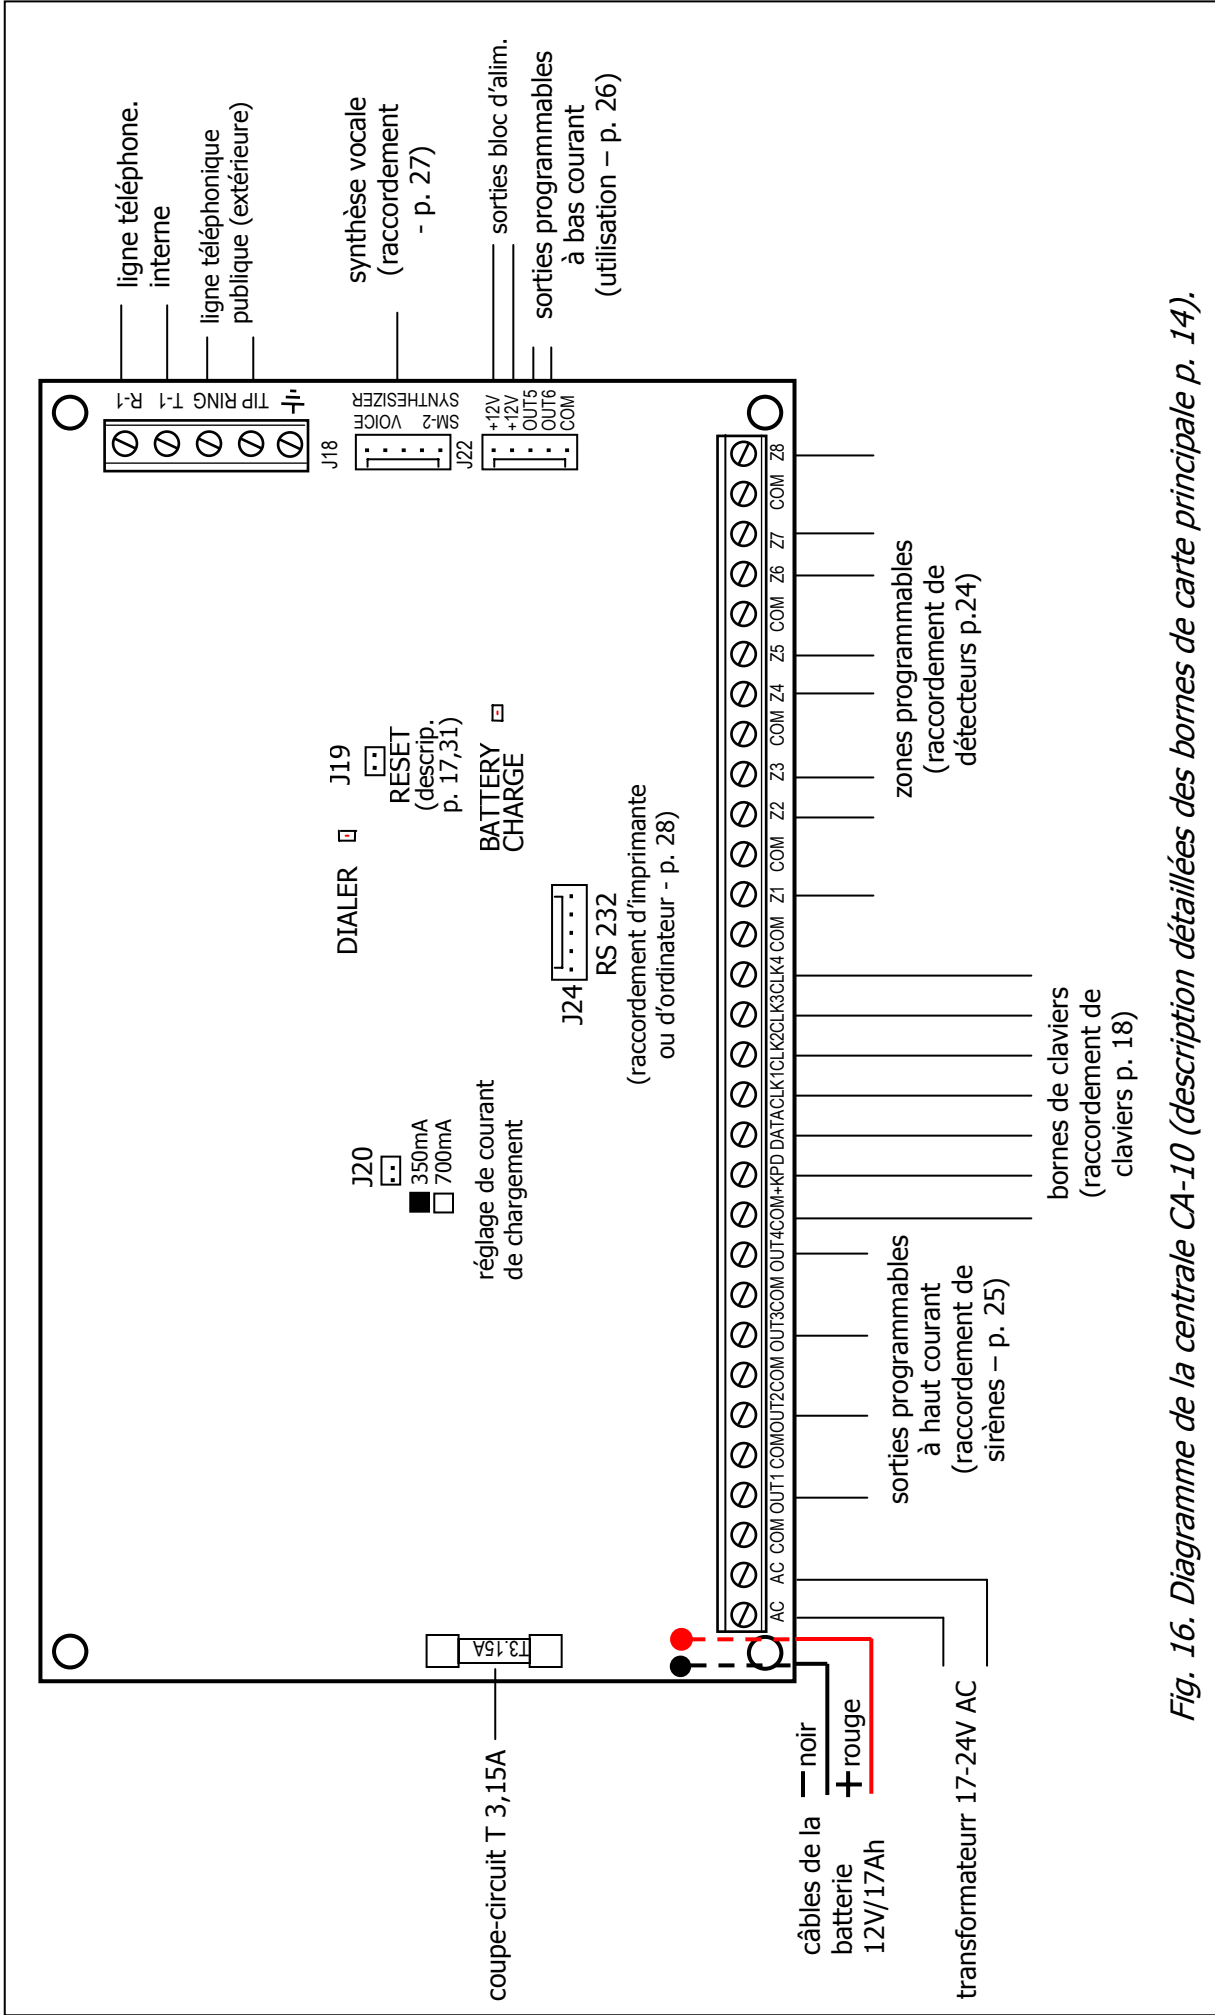 ligne téléphone.
interne
ligne téléphonique
publique (extérieure)
R-1
T-1
RING
TIP
J18
synthèse vocale
(raccordement
- p. 27)
VOICE
SYNTHESIZER
SM-2
J22
sorties bloc d'alim.
+12V
+12V
OUT5
OUT6
COM
sorties programmables
à bas courant
(utilisation – p. 26)
J19
RESET
(descrip.
p. 17,31)
DIALER
BATTERY
CHARGE
J24
RS 232
(raccordement d'imprimante
ou d'ordinateur - p. 28)
J20
350mA
700mA
réglage de courant
de chargement
T3.15A
coupe-circuit T 3,15A
AC AC COM OUT1 COM OUT2 COM OUT3 COM OUT4 COM +KPD DATA CLK1 CLK2 CLK3 CLK4 COM Z1 COM Z2 Z3 COM Z4 Z5 COM Z6 Z7 COM Z8
câbles de la
batterie
12V/17Ah
– noir
+ rouge
transformateurr 17-24V AC
sorties programmables
à haut courant
(raccordement de
sirènes – p. 25)
bornes de claviers
(raccordement de
claviers p. 18)
zones programmables
(raccordement de
détecteurs p.24)
Fig. 16. Diagramme de la centrale CA-10 (description détaillées des bornes de carte principale p. 14).